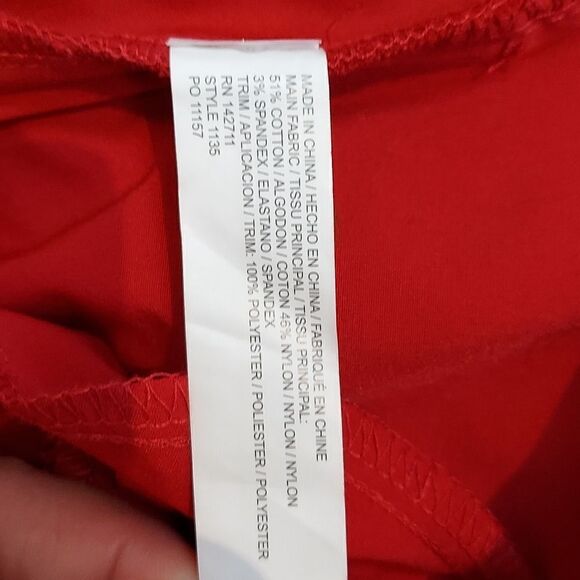 MADE IN CHINA / HECHO EN CHINA / FABRIQUÉ EN CHINE
MAIN FABRIC / TISSU PRINCIPAL / TISSU PRINCIPAL:
51% COTTON / ALGODON / COTON 46% NYLON / NYLON / NYLON
3% SPANDEX / ELASTANO / SPANDEX
TRIM / APLICACION / TRIM: 100% POLYESTER / POLIESTER / POLYESTER
RN 142711
STYLE 1135
PO 11157